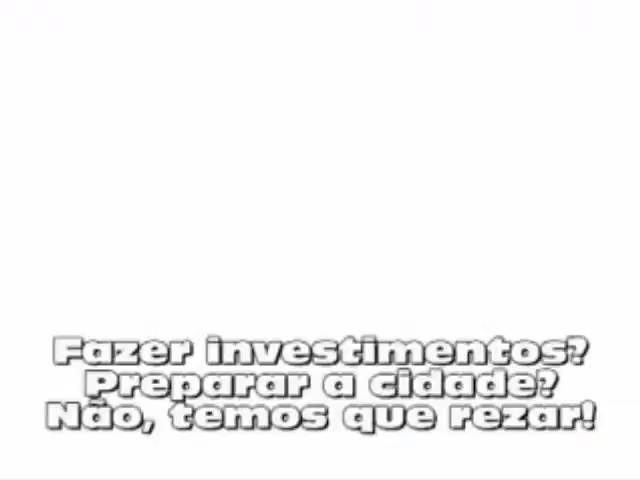 Fazer investimentos?
Preparar a cidade?
Não, temos que rezar!